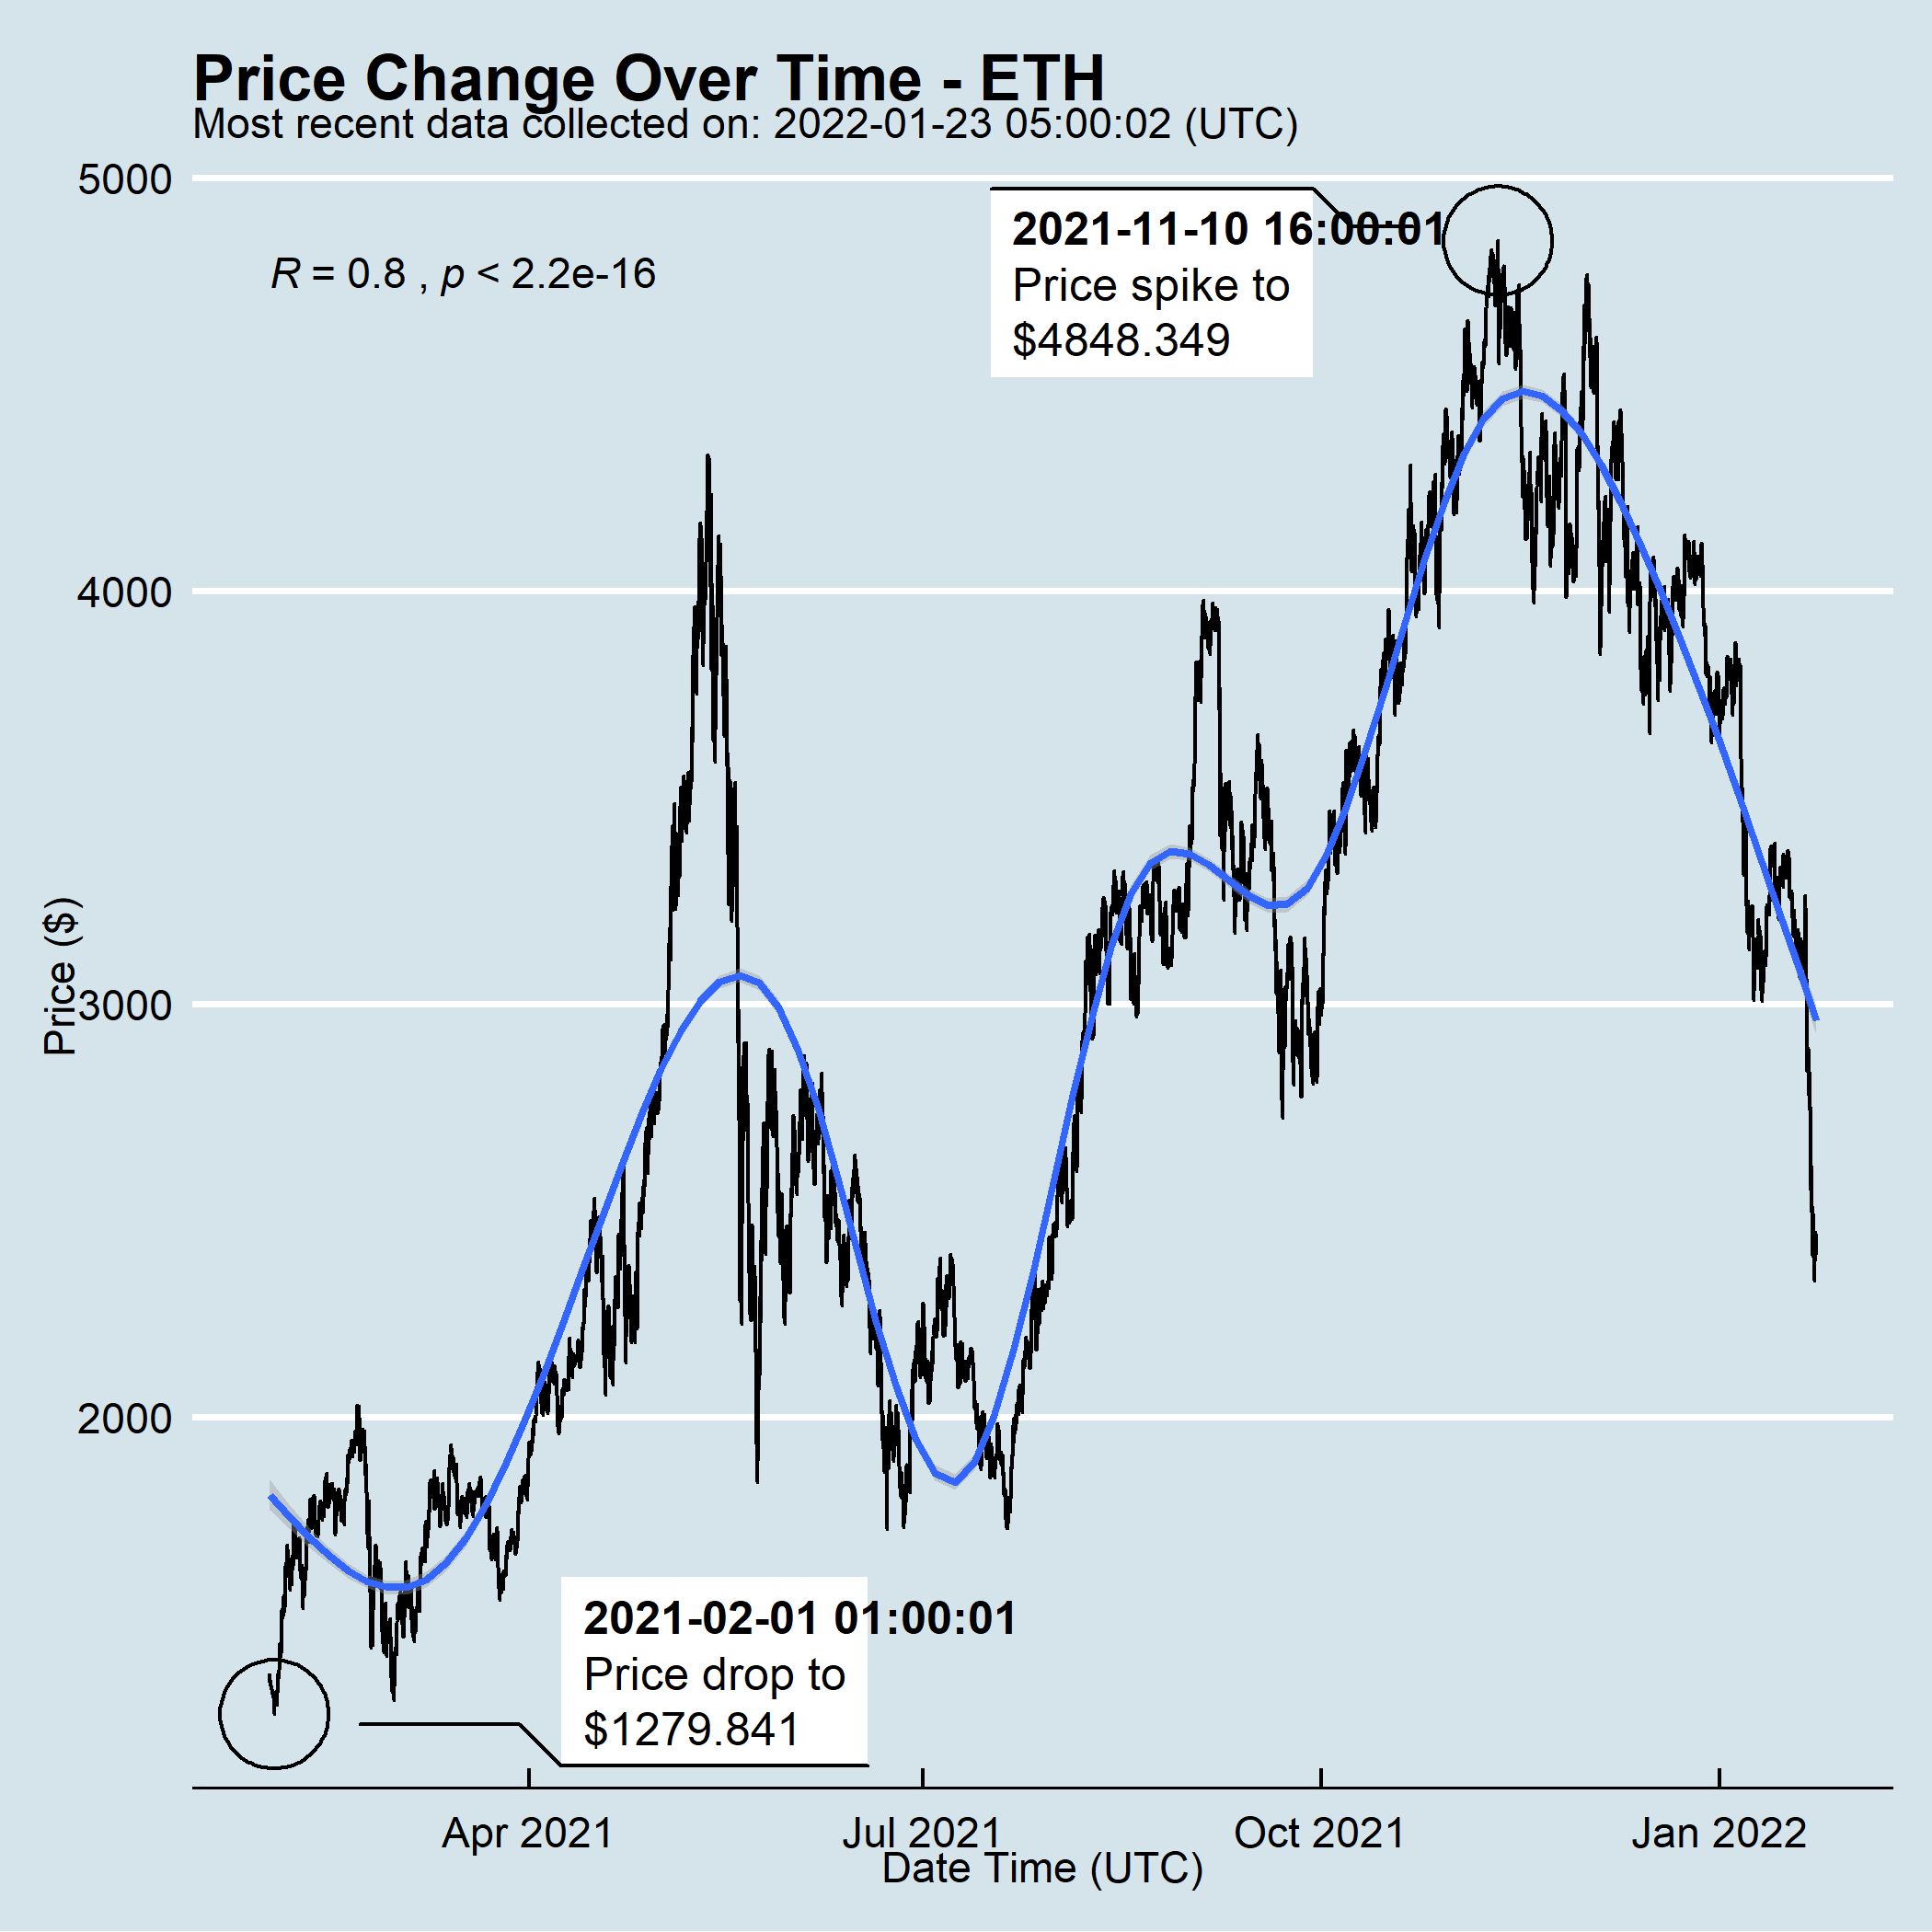 Price Change Over Time - ETH
Most recent data collected on: 2022-01-23 05:00:02 (UTC)
5000
2021-11-10 16:00:01
Price spike to
$4848.349
R = 0.8 , p < 2.2e-16
4000
Price ($)
3000
2000
2021-02-01 01:00:01
Price drop to
$1279.841
Apr 2021
Jul 2021
Oct 2021
Jan 2022
Date Time (UTC)